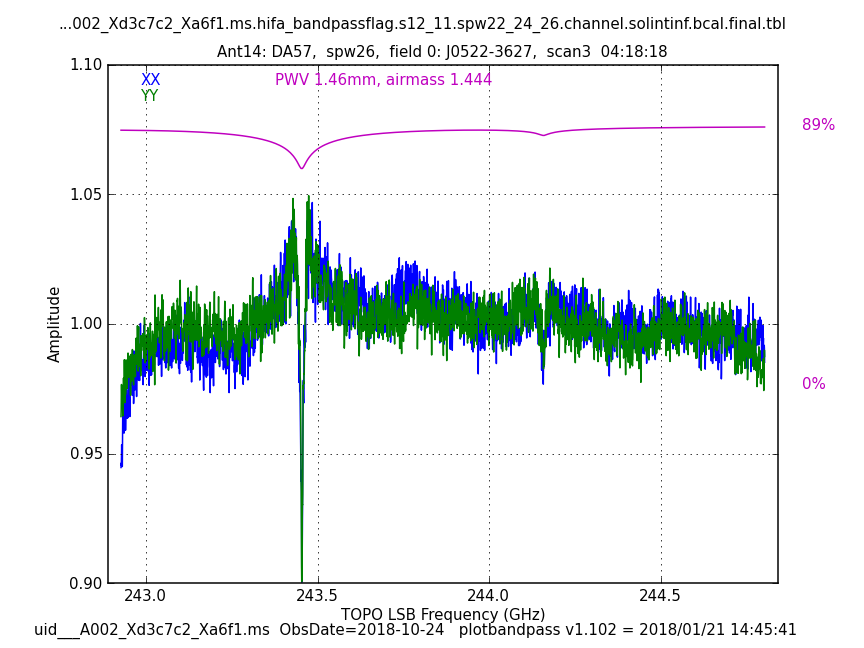 ...002_Xd3c7c2_Xa6f1.ms.hifa_bandpassflag.s12_11.spw22_24_26.channel.solintinf.bcal.final.tbl
Ant14: DA57, spw26, field 0: J0522-3627, scan3 04:18:18
1.10
XX
PWV 1.46mm, airmass 1.444
YY
89%
1.05
1.00
Amplitude
0%
0.95
0.90
243.0 243.5 244.0 244.5
TOPO LSB Frequency (GHz)
uid___A002_Xd3c7c2_Xa6f1.ms ObsDate=2018-10-24 plotbandpass v1.102 = 2018/01/21 14:45:41